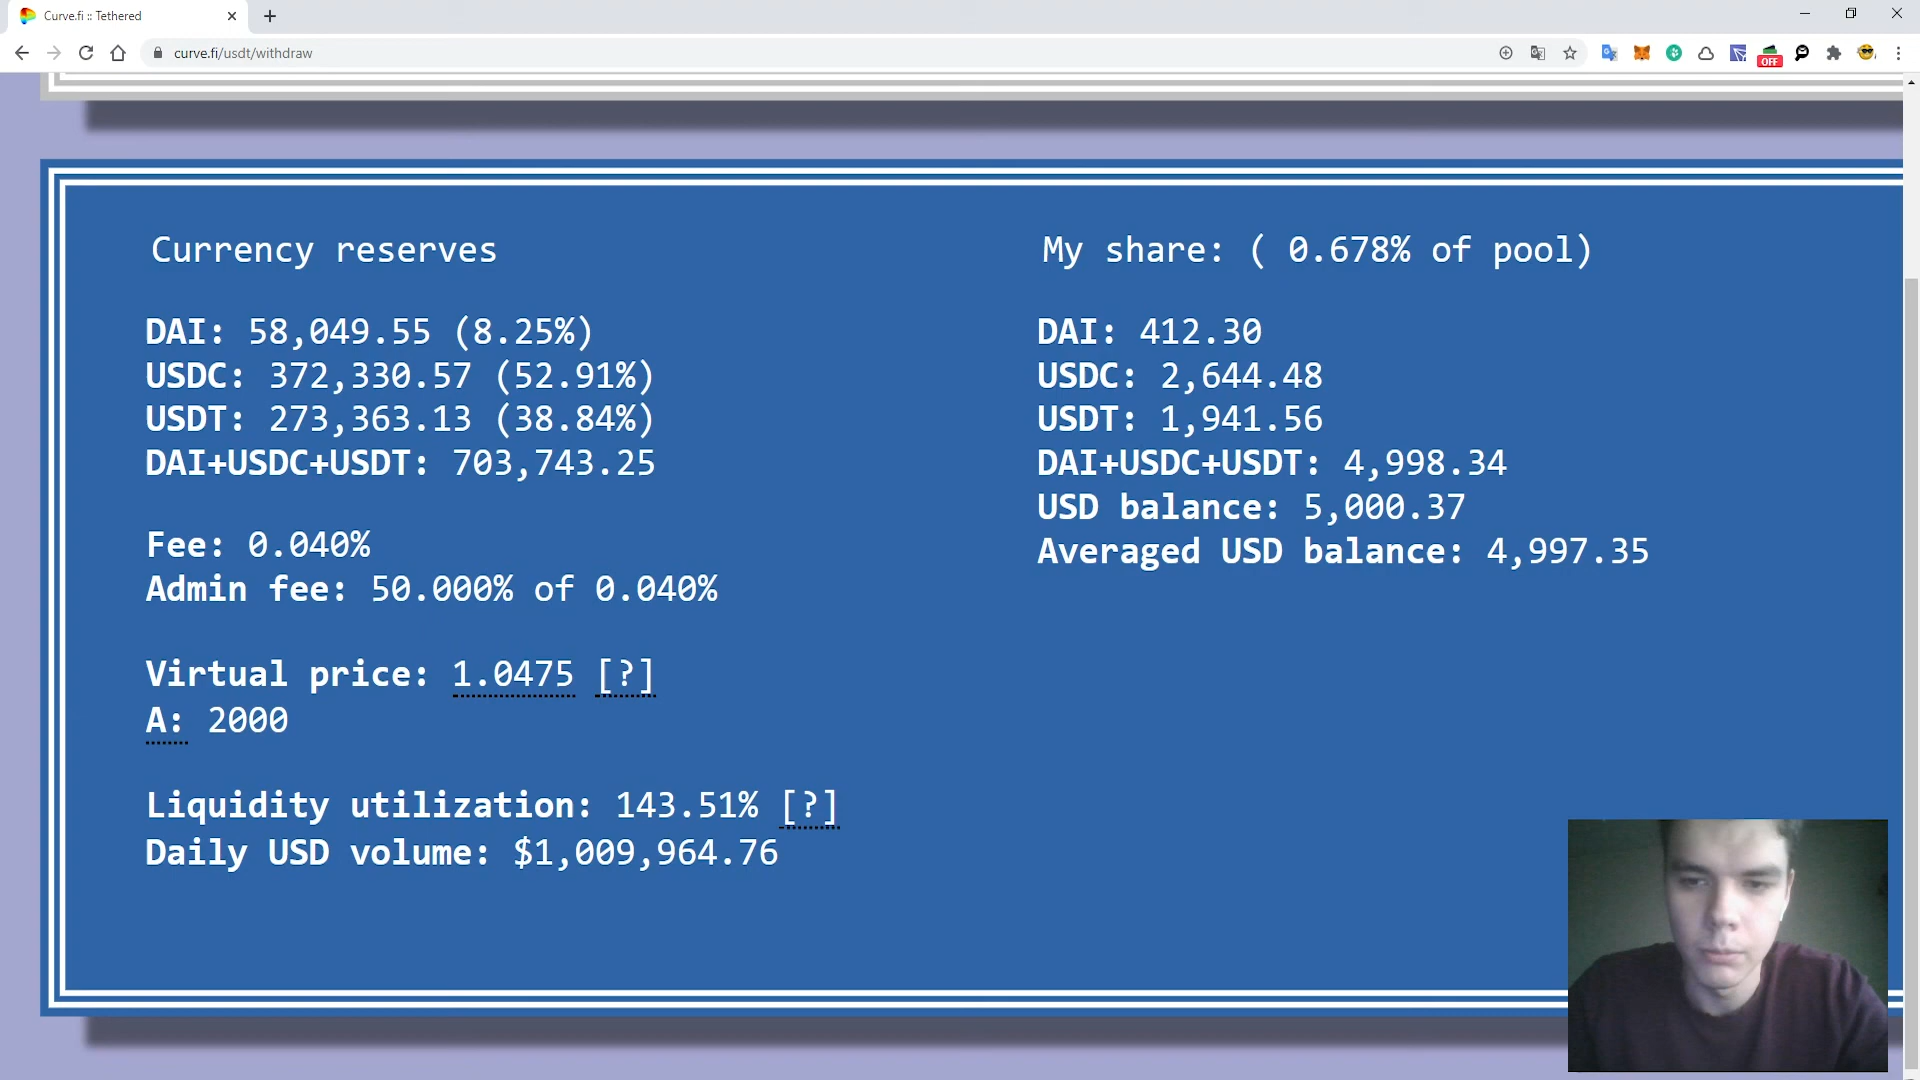 Curve.fi :: Tethered
curve.fi/usdt/withdraw
OFF
Currency reserves
DAI: 58,049.55 (8.25%)
USDC: 372,330.57 (52.91%)
USDT: 273,363.13 (38.84%)
DAI+USDC+USDT: 703,743.25
Fee: 0.040%
Admin fee: 50.000% of 0.040%
Virtual price: 1.0475 [?]
A: 2000
Liquidity utilization: 143.51% [?]
Daily USD volume: $1,009,964.76
My share: ( 0.678% of pool)
DAI: 412.30
USDC: 2,644.48
USDT: 1,941.56
DAI+USDC+USDT: 4,998.34
USD balance: 5,000.37
Averaged USD balance: 4,997.35